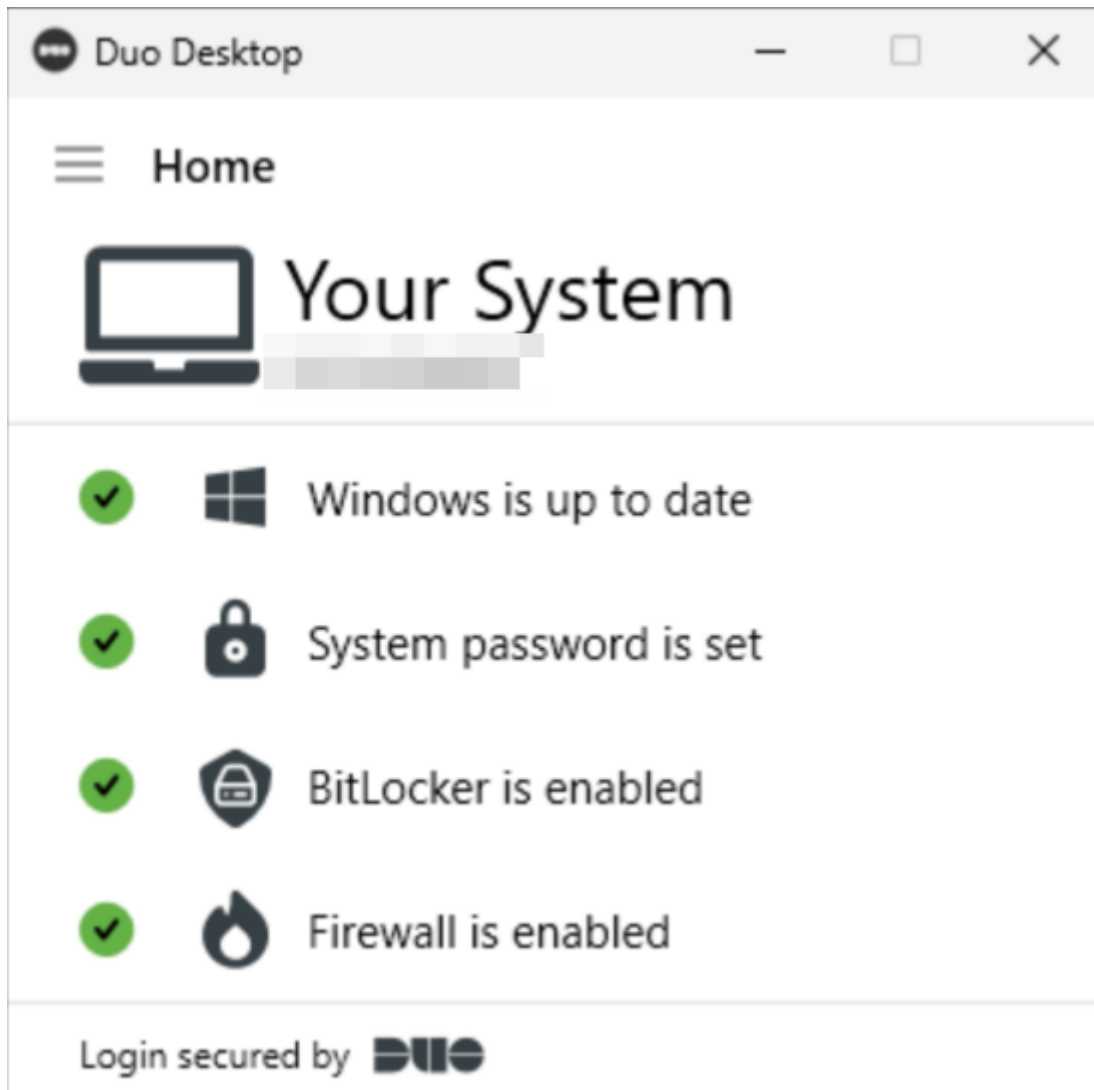 Duo Desktop
Home
Your System
Windows is up to date
System password is set
BitLocker is enabled
Firewall is enabled
Login secured by DUO